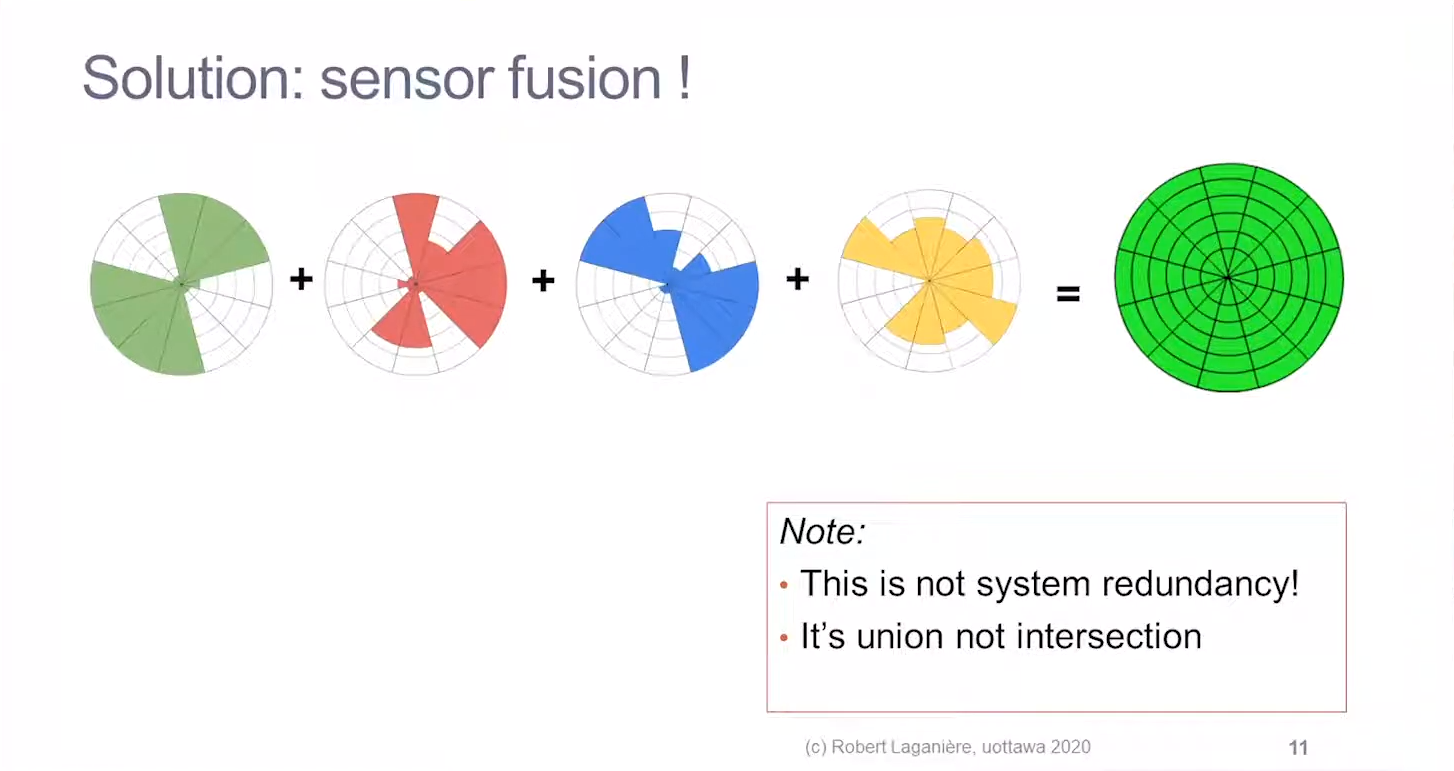 Solution: sensor fusion !
+ + + =
Note:
• This is not system redundancy!
• It’s union not intersection
(c) Robert Laganière, uottawa 2020
11